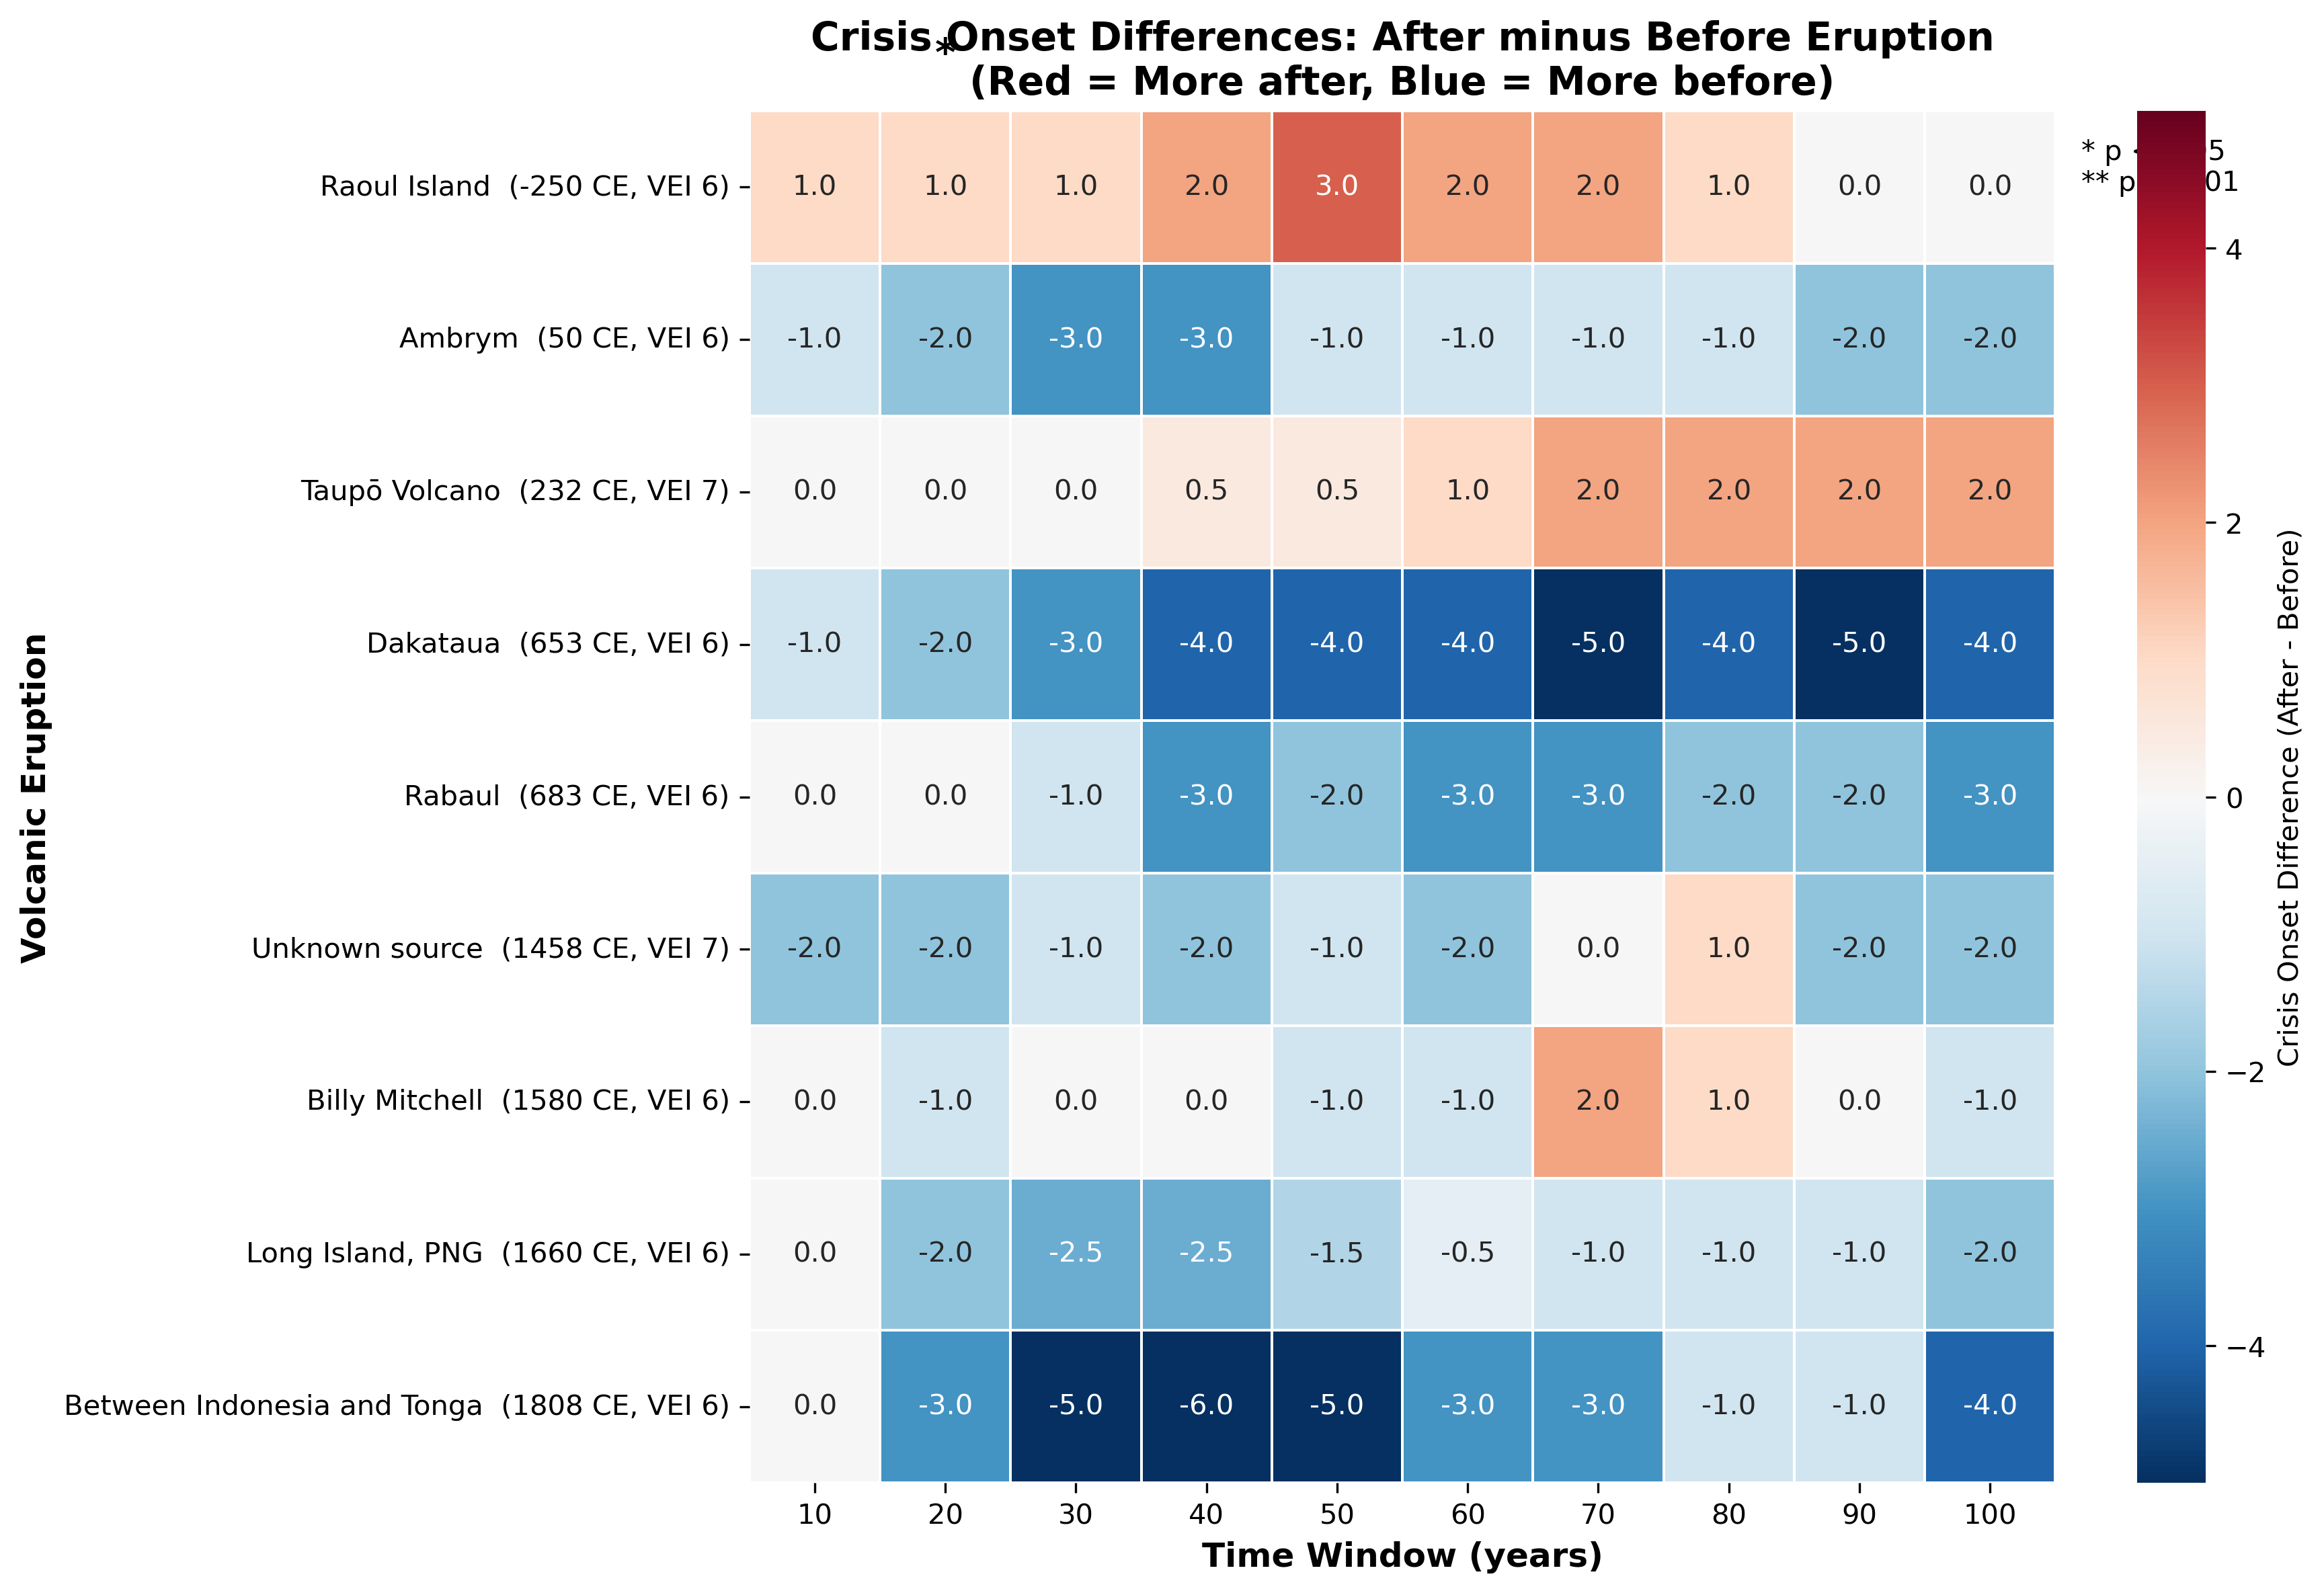 Crisis Onset Differences: After minus Before Eruption
*
(Red = More after, Blue = More before)
Volcanic Eruption
Raoul Island (-250 CE, VEI 6) 1.0 1.0 1.0 2.0 3.0 2.0 2.0 1.0 0.0 0.0
Ambrym (50 CE, VEI 6) -1.0 -2.0 -3.0 -3.0 -1.0 -1.0 -1.0 -1.0 -2.0 -2.0
Taupō Volcano (232 CE, VEI 7) 0.0 0.0 0.0 0.5 0.5 1.0 2.0 2.0 2.0 2.0
Dakataua (653 CE, VEI 6) -1.0 -2.0 -3.0 -4.0 -4.0 -4.0 -5.0 -4.0 -5.0 -4.0
Rabaul (683 CE, VEI 6) 0.0 0.0 -1.0 -3.0 -2.0 -3.0 -3.0 -2.0 -2.0 -3.0
Unknown source (1458 CE, VEI 7) -2.0 -2.0 -1.0 -2.0 -1.0 -2.0 0.0 1.0 -2.0 -2.0
Billy Mitchell (1580 CE, VEI 6) 0.0 -1.0 0.0 0.0 -1.0 -1.0 2.0 1.0 0.0 -1.0
Long Island, PNG (1660 CE, VEI 6) 0.0 -2.0 -2.5 -2.5 -1.5 -0.5 -1.0 -1.0 -1.0 -2.0
Between Indonesia and Tonga (1808 CE, VEI 6) 0.0 -3.0 -5.0 -6.0 -5.0 -3.0 -3.0 -1.0 -1.0 -4.0
10 20 30 40 50 60 70 80 90 100
Time Window (years)
* p
** p
4
2
0
−2
−4
Crisis Onset Difference (After - Before)